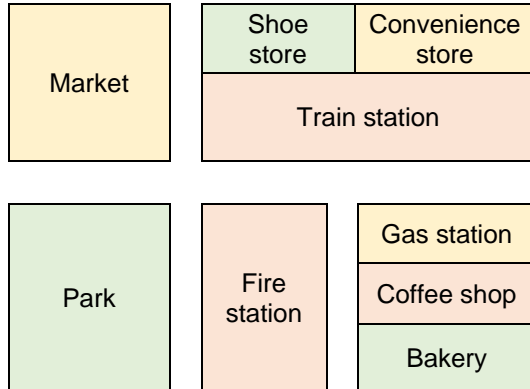 Market
Shoe
store
Convenience
store
Train station
Park
Fire
station
Gas station
Coffee shop
Bakery